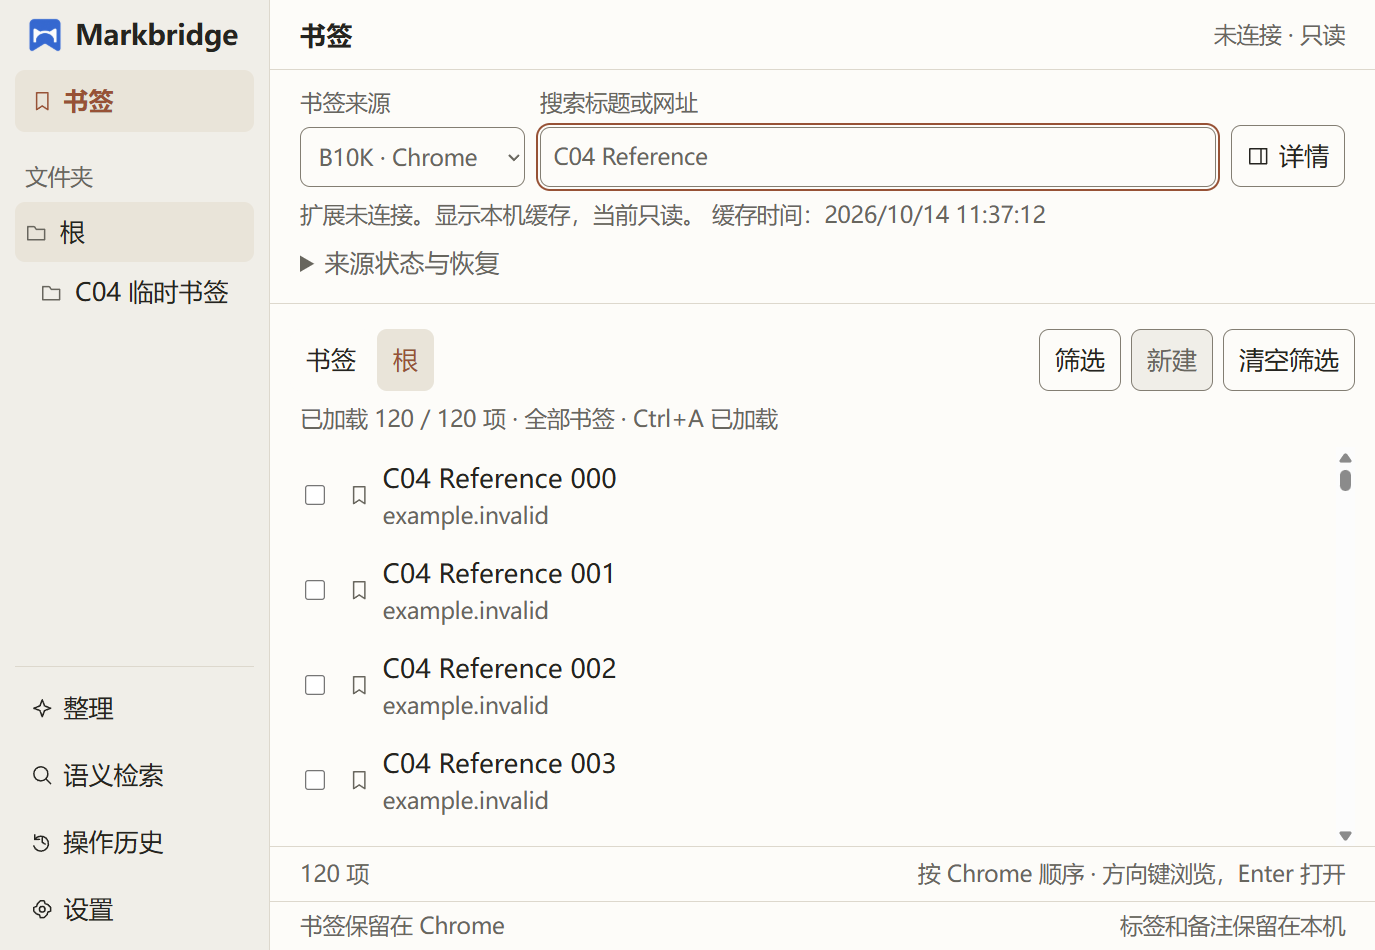 Markbridge
书签
文件夹
根
C04 临时书签
整理
语义检索
操作历史
设置
书签
未连接 · 只读
书签来源
搜索标题或网址
B10K · Chrome
C04 Reference
详情
扩展未连接。显示本机缓存，当前只读。 缓存时间：2026/10/14 11:37:12
来源状态与恢复
书签
根
筛选
新建
清空筛选
已加载 120 / 120 项 · 全部书签 · Ctrl+A 已加载
C04 Reference 000
example.invalid
C04 Reference 001
example.invalid
C04 Reference 002
example.invalid
C04 Reference 003
example.invalid
120 项
按 Chrome 顺序 · 方向键浏览，Enter 打开
书签保留在 Chrome
标签和备注保留在本机